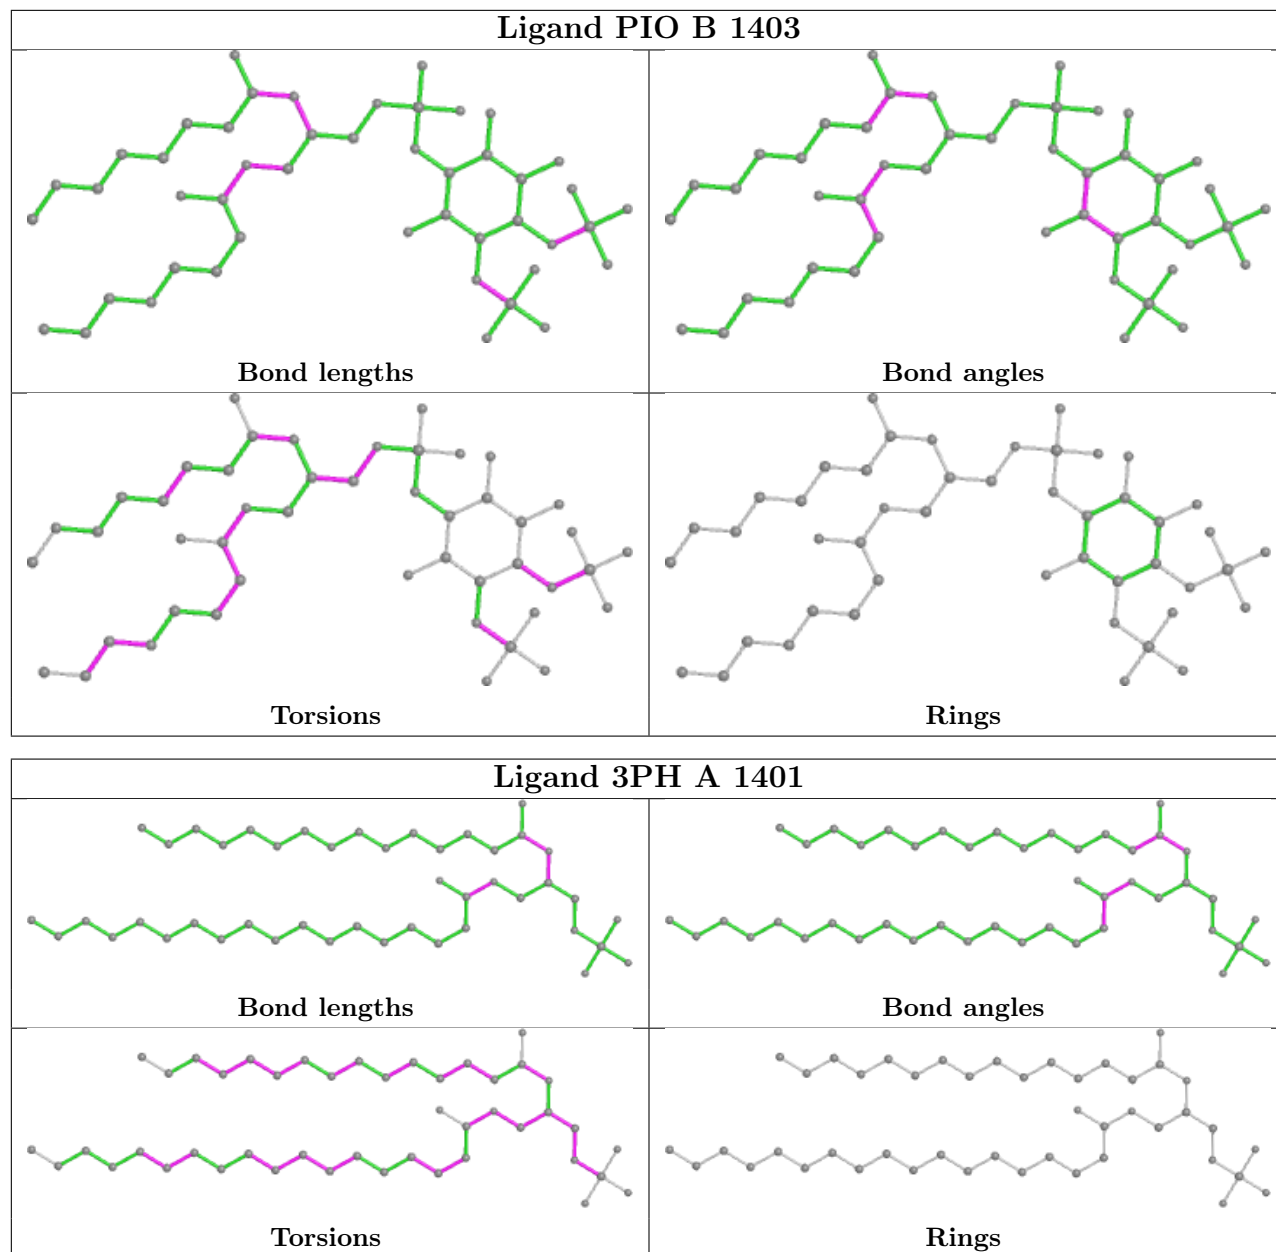 Ligand PIO B 1403
Bond lengths
Bond angles
Torsions
Rings
Ligand 3PH A 1401
Bond lengths
Bond angles
Torsions
Rings